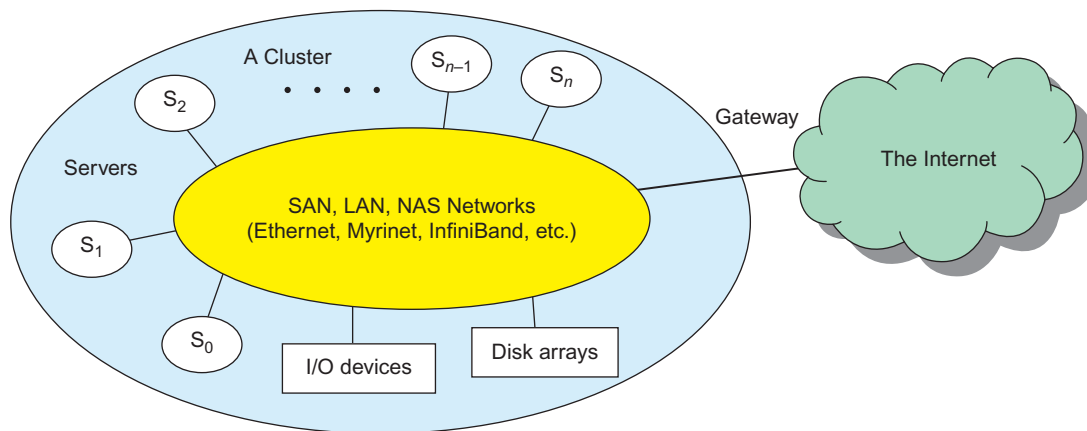 A Cluster
. . . .
S₂
Sₙ₋₁
Sₙ
Gateway
The Internet
Servers
SAN, LAN, NAS Networks
(Ethernet, Myrinet, InfiniBand, etc.)
S₁
S₀
I/O devices
Disk arrays